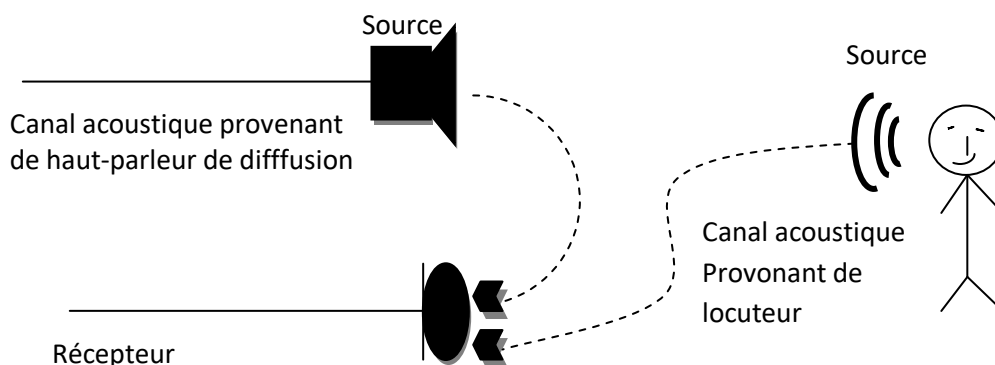 Source
Source
Canal acoustique provenant
de haut-parleur de difffusion
Canal acoustique
Provonant de
locuteur
Récepteur